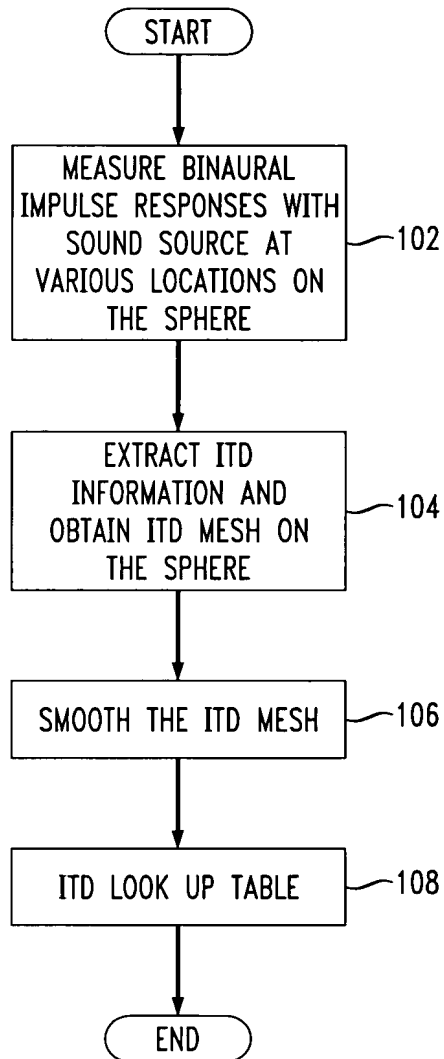 START
MEASURE BINAURAL
IMPULSE RESPONSES WITH
SOUND SOURCE AT
VARIOUS LOCATIONS ON
THE SPHERE
102
EXTRACT ITD
INFORMATION AND
OBTAIN ITD MESH ON
THE SPHERE
104
SMOOTH THE ITD MESH
106
ITD LOOK UP TABLE
108
END